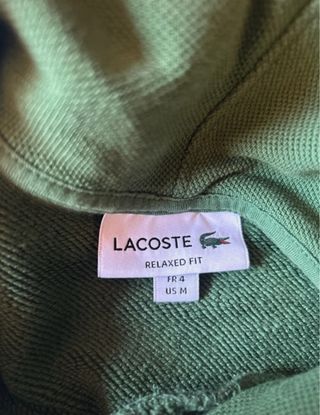 LACOSTE
RELAXED FIT
FR 4
US M